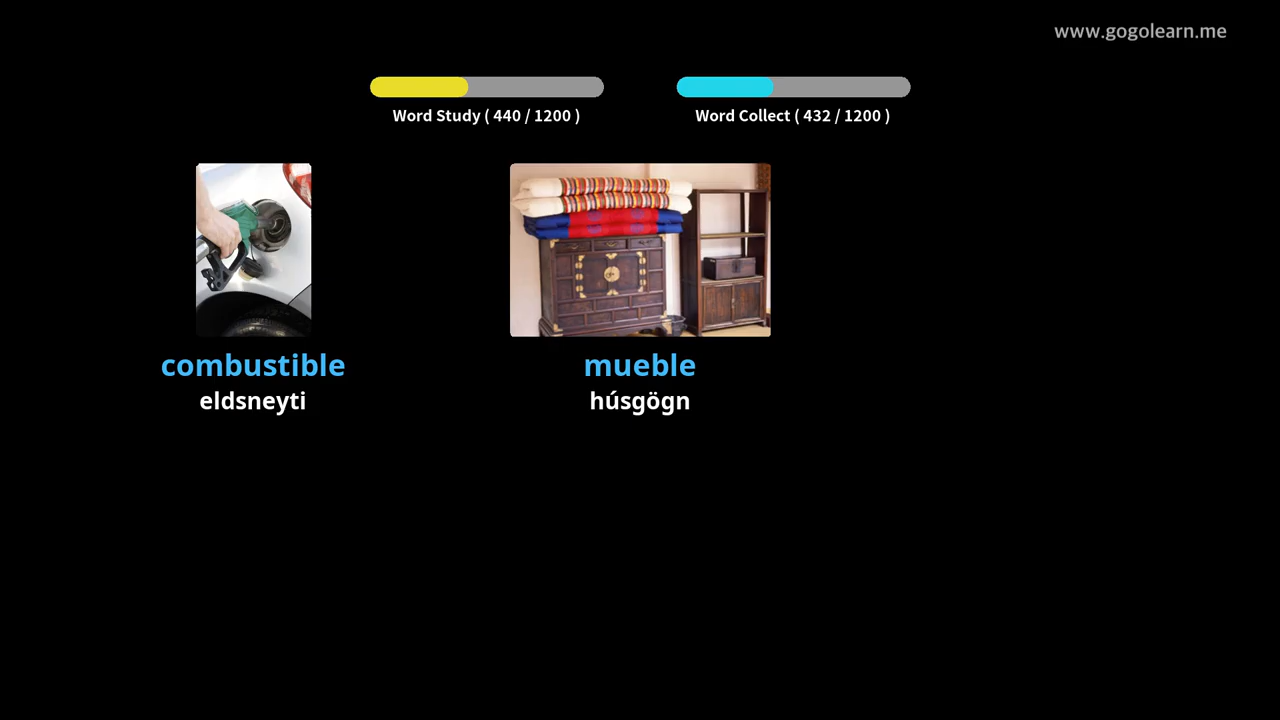 www.gogolearn.me
Word Study ( 440 / 1200 )
Word Collect ( 432 / 1200 )
combustible
eldsneyti
mueble
húsgögn